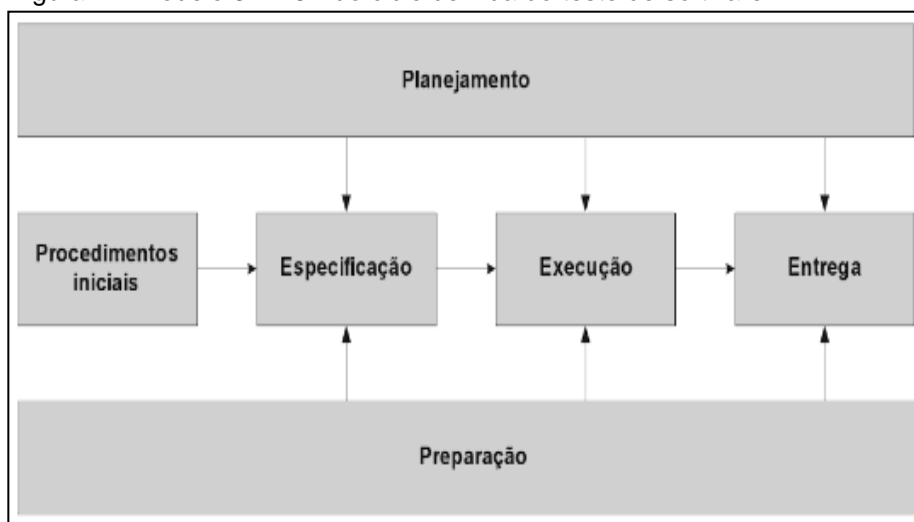 Planejamento
Procedimentos
iniciais
Especificação
Execução
Entrega
Preparação